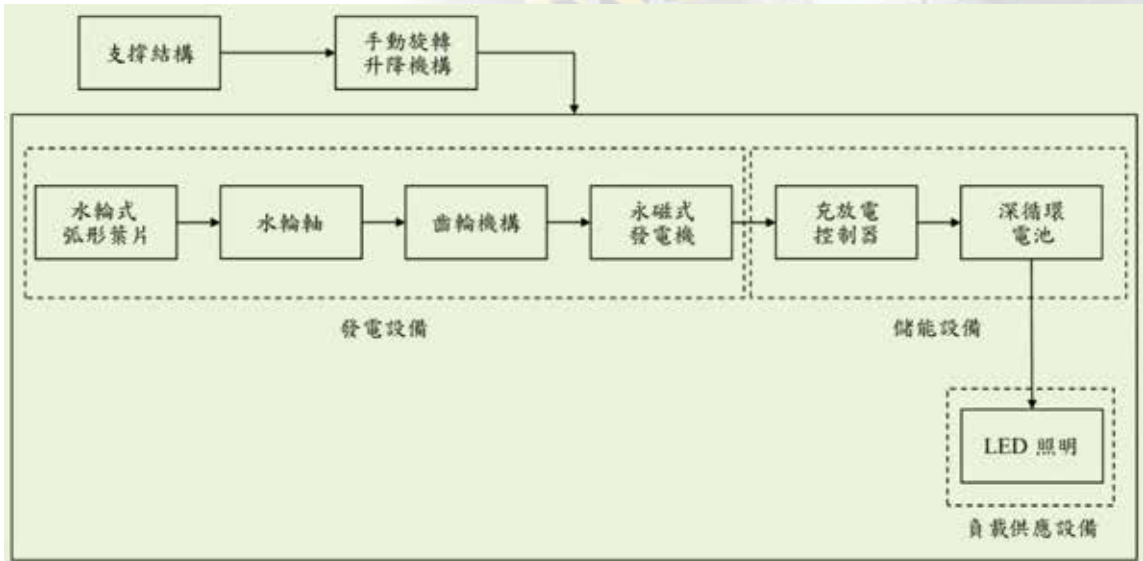 支撐結構
手動旋轉
升降機構
水輪式
弧形葉片
水輪軸
齒輪機構
永磁式
發電機
充放電
控制器
深循環
電池
發電設備
儲能設備
LED 照明
負載供應設備